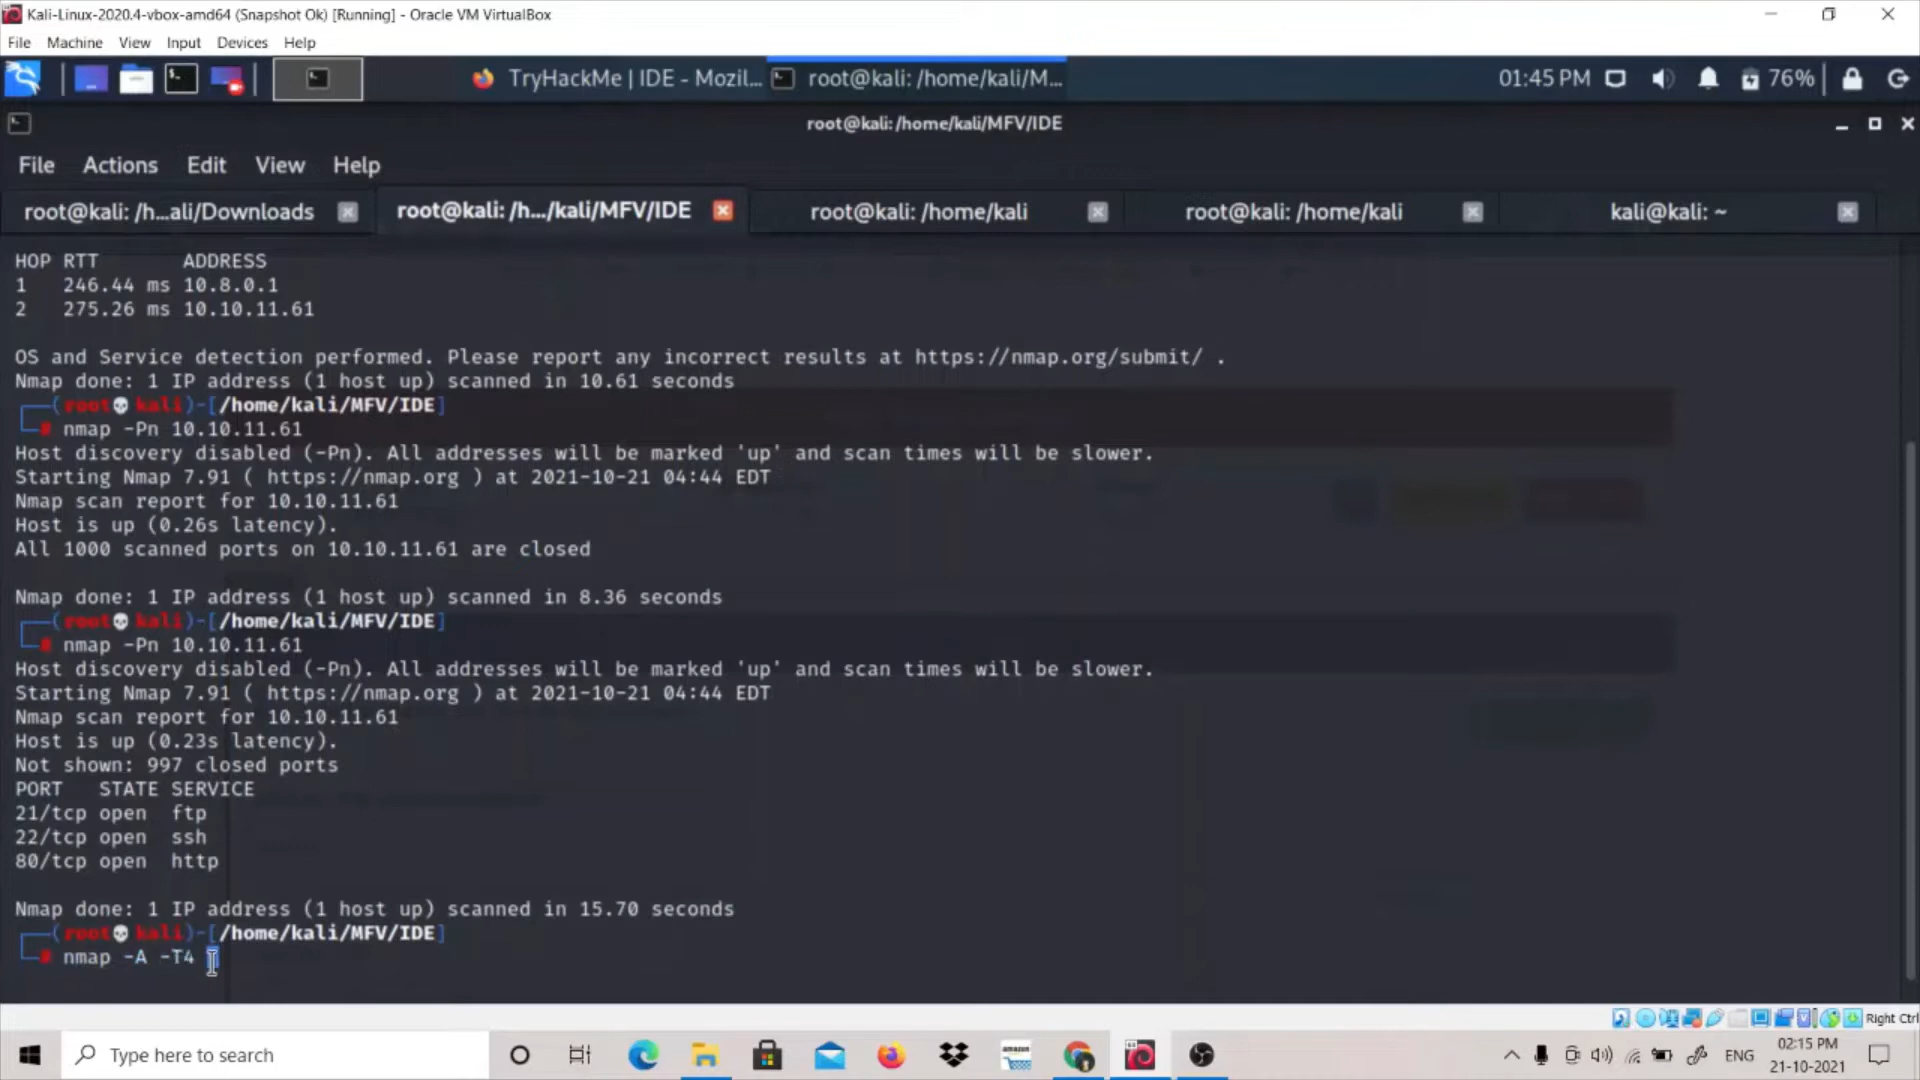 Kali-Linux-2020.4-vbox-amd64 (Snapshot Ok) [Running] - Oracle VM VirtualBox
File Machine View Input Devices Help
TryHackMe | IDE - Mozil... root@kali: /home/kali/M... 01:45 PM 76%
root@kali:/home/kali/MFV/IDE
File Actions Edit View Help
root@kali: /h...ali/Downloads root@kali: /h.../kali/MFV/IDE root@kali: /home/kali root@kali: /home/kali kali@kali: ~
HOP RTT ADDRESS
1 246.44 ms 10.8.0.1
2 275.26 ms 10.10.11.61
OS and Service detection performed. Please report any incorrect results at https://nmap.org/submit/ .
Nmap done: 1 IP address (1 host up) scanned in 10.61 seconds
(root💀kali)-[/home/kali/MFV/IDE]
# nmap -Pn 10.10.11.61
Host discovery disabled (-Pn). All addresses will be marked 'up' and scan times will be slower.
Starting Nmap 7.91 ( https://nmap.org ) at 2021-10-21 04:44 EDT
Nmap scan report for 10.10.11.61
Host is up (0.26s latency).
All 1000 scanned ports on 10.10.11.61 are closed
Nmap done: 1 IP address (1 host up) scanned in 8.36 seconds
(root💀kali)-[/home/kali/MFV/IDE]
# nmap -Pn 10.10.11.61
Host discovery disabled (-Pn). All addresses will be marked 'up' and scan times will be slower.
Starting Nmap 7.91 ( https://nmap.org ) at 2021-10-21 04:44 EDT
Nmap scan report for 10.10.11.61
Host is up (0.23s latency).
Not shown: 997 closed ports
PORT STATE SERVICE
21/tcp open ftp
22/tcp open ssh
80/tcp open http
Nmap done: 1 IP address (1 host up) scanned in 15.70 seconds
(root💀kali)-[/home/kali/MFV/IDE]
# nmap -A -T4
Right Ctrl
Type here to search amazon ENG 02:15 PM
21-10-2021